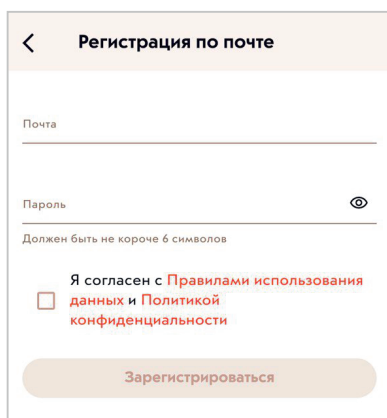 Регистрация по почте
Почта
Пароль
Должен быть не короче 6 символов
Я согласен с Правилами использования
данных и Политикой
конфиденциальности
Зарегистрироваться